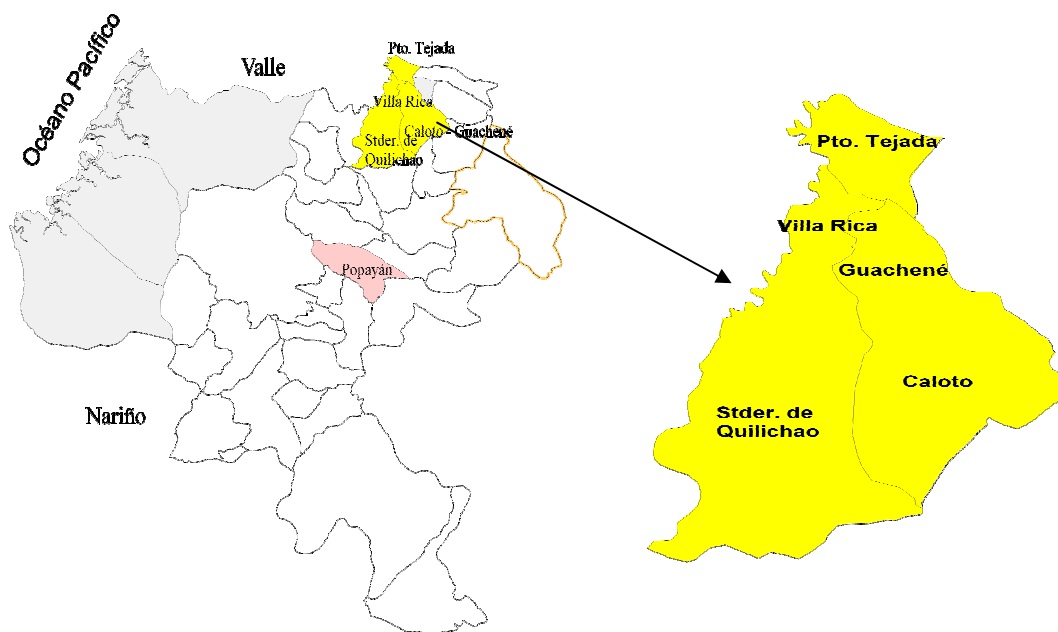 Océano Pacífico
Valle
Pto. Tejada
Villa Rica
Caloto - Guachené
Stder. de
Quilichao
Popayán
Nariño
Pto. Tejada
Villa Rica
Guachené
Caloto
Stder. de
Quilichao